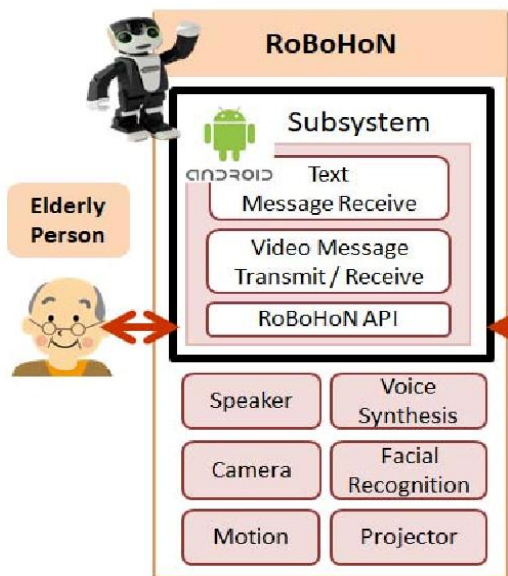 RoBoHoN
Subsystem
ANDROID
Text
Message Receive
Elderly
Person
Video Message
Transmit / Receive
RoBoHoN API
Speaker
Voice
Synthesis
Camera
Facial
Recognition
Motion
Projector